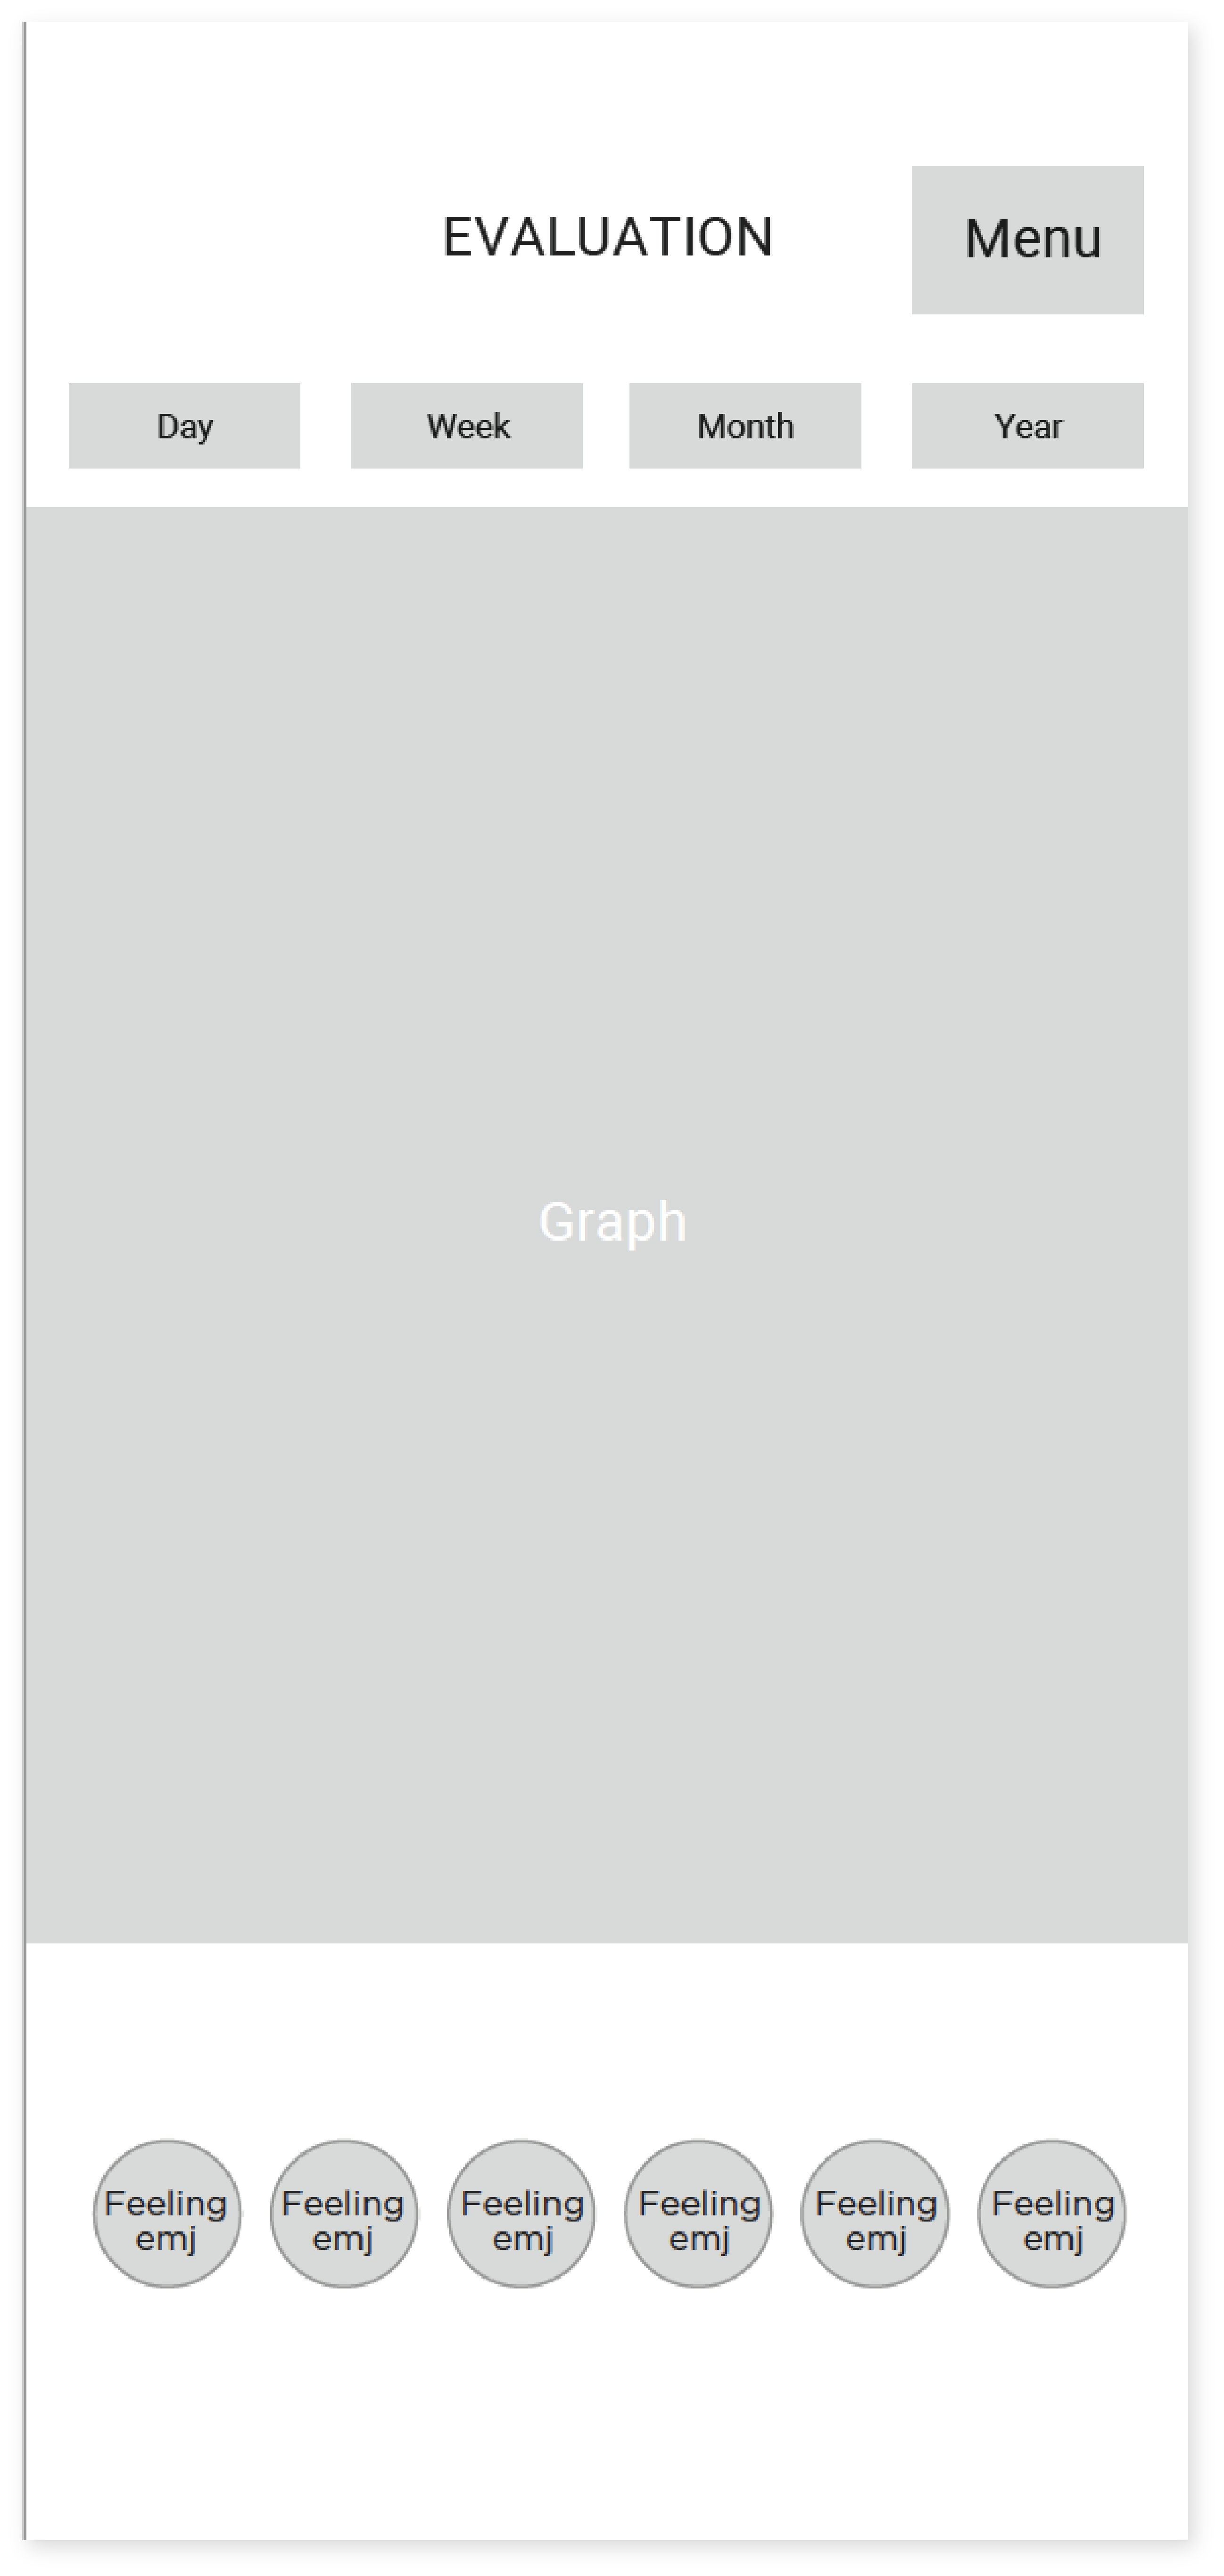 EVALUATION
Menu
Day
Week
Month
Year
Graph
Feeling
emj
Feeling
emj
Feeling
emj
Feeling
emj
Feeling
emj
Feeling
emj